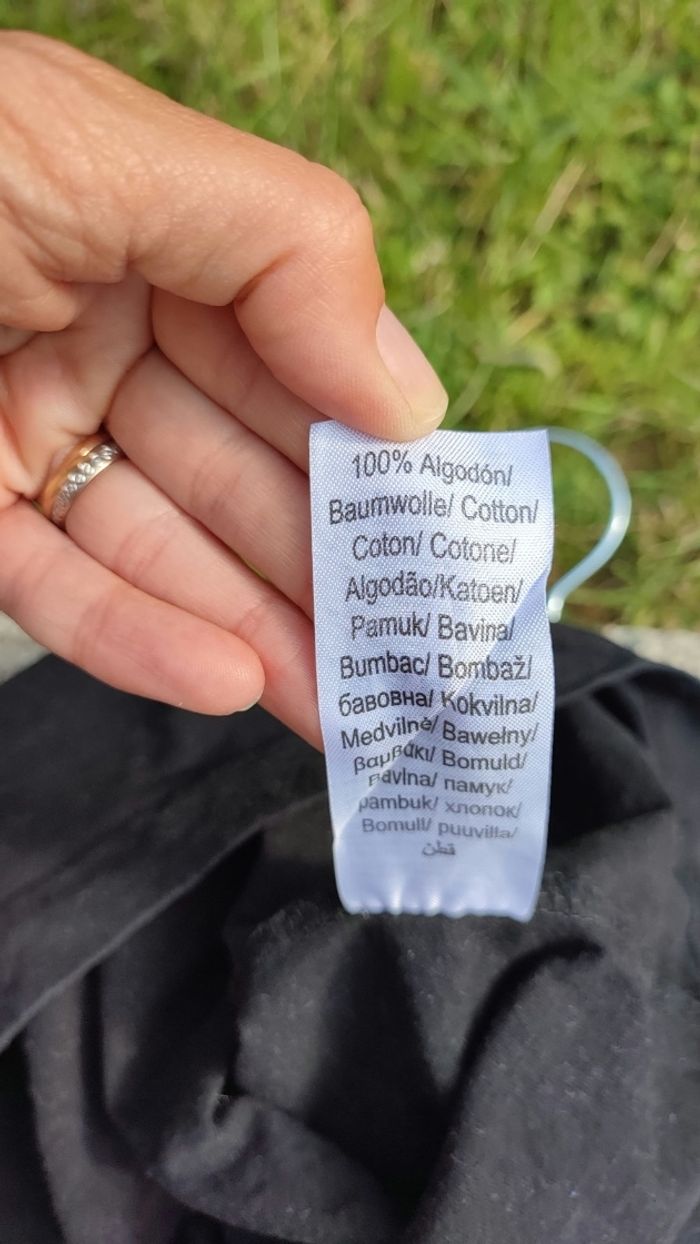 100% Algodón/
Baumwolle/ Cotton/
Coton/ Cotone/
Algodão/Katoen/
Pamuk/ Bavina/
Bumbac/ Bombaž/
бавовна/ Kokvilna/
Medvilnė/ Bawełny/
βαμβάκι/ Bomuld/
bavlna/ памук/
pambuk/ хлопок/
Bomull/ puuvilla/
قطن